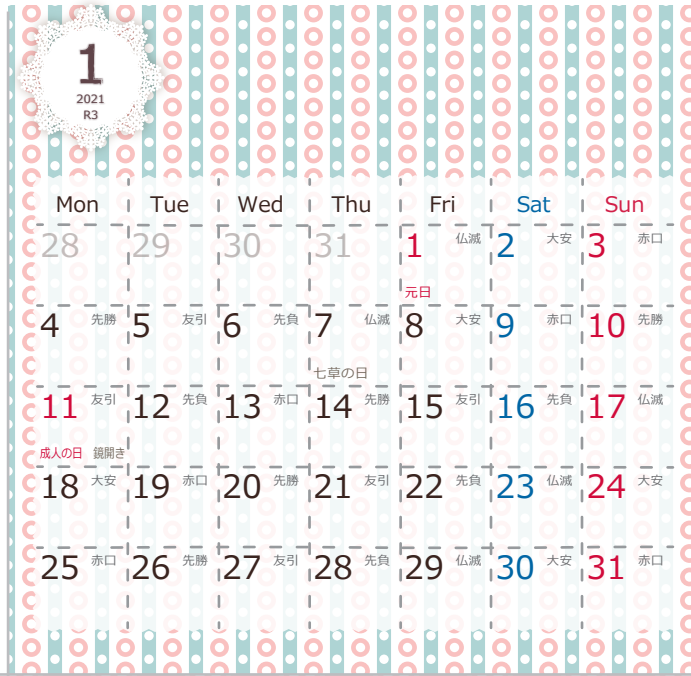 1
2021
R3
Mon Tue Wed Thu Fri Sat Sun
28 29 30 31 1 仏滅 2 大安 3 赤口
元日
4 先勝 5 友引 6 先負 7 仏滅 8 大安 9 赤口 10 先勝
七草の日
11 友引 12 先負 13 赤口 14 先勝 15 友引 16 先負 17 仏滅
成人の日 鏡開き
18 大安 19 赤口 20 先勝 21 友引 22 先負 23 仏滅 24 大安
25 赤口 26 先勝 27 友引 28 先負 29 仏滅 30 大安 31 赤口